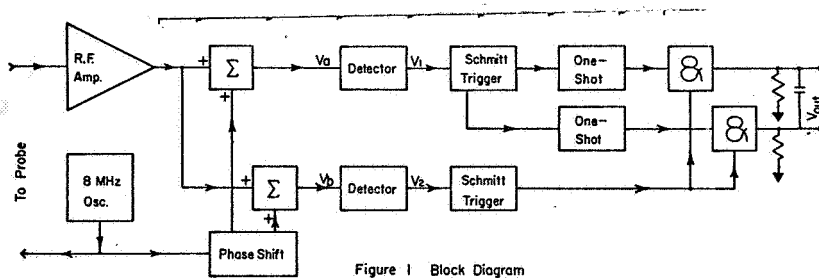 R.F.
Amp.
+
Σ
+
Va
Detector
V1
Schmitt
Trigger
One-
Shot
&
One-
Shot
&
Vout
To Probe
8 MHz
Osc.
+
Σ
+
Vb
Detector
V2
Schmitt
Trigger
Phase Shift
Figure 1 Block Diagram